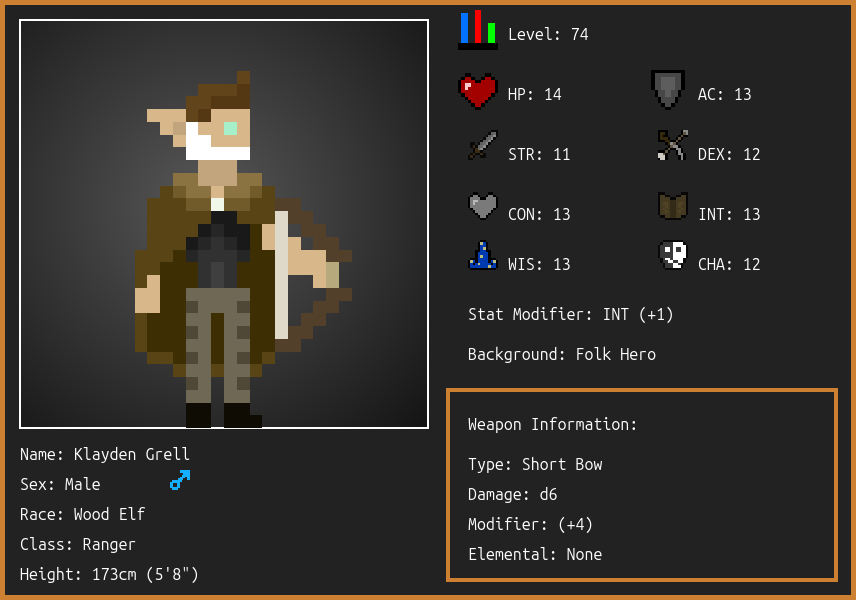 Level: 74
HP: 14
AC: 13
STR: 11
DEX: 12
CON: 13
INT: 13
WIS: 13
CHA: 12
Stat Modifier: INT (+1)
Background: Folk Hero
Weapon Information:
Type: Short Bow
Damage: d6
Modifier: (+4)
Elemental: None
Name: Klayden Grell
Sex: Male
Race: Wood Elf
Class: Ranger
Height: 173cm (5'8")